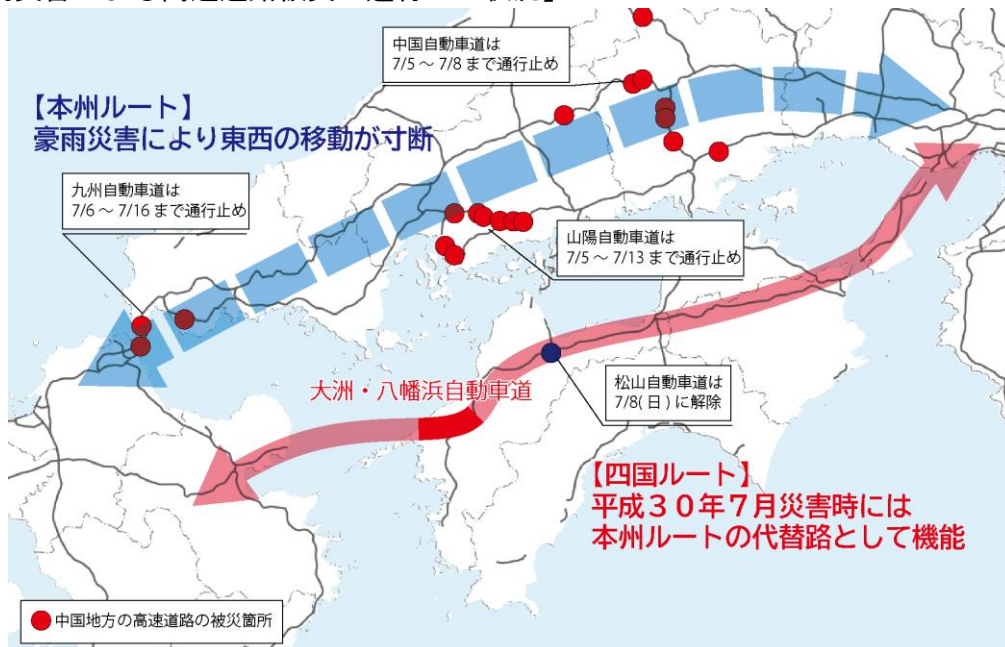 中国自動車道は
7/5～7/8まで通行止め
【本州ルート】
豪雨災害により東西の移動が寸断
九州自動車道は
7/6～7/16まで通行止め
山陽自動車道は
7/5～7/13まで通行止め
大洲・八幡浜自動車道
松山自動車道は
7/8(日)に解除
【四国ルート】
平成３０年７月災害時には
本州ルートの代替路として機能
中国地方の高速道路の被災箇所